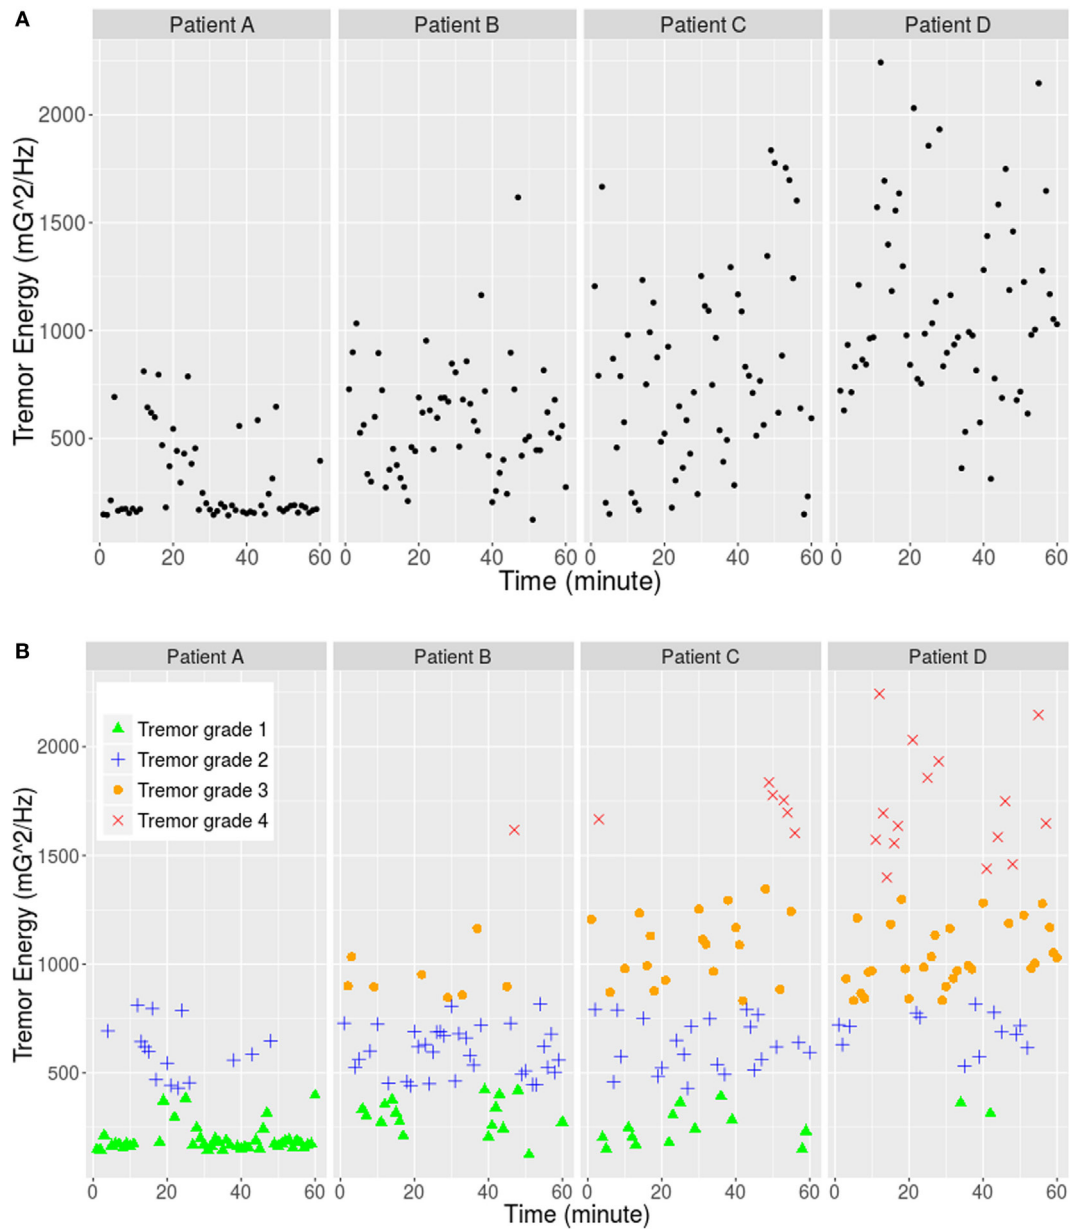 A
Patient A Patient B Patient C Patient D
Tremor Energy (mG^2/Hz)
2000
1500
1000
500
0 20 40 60 0 20 40 60 0 20 40 60 0 20 40 60
Time (minute)
B
Patient A Patient B Patient C Patient D
Tremor Energy (mG^2/Hz)
Tremor grade 1
Tremor grade 2
Tremor grade 3
Tremor grade 4
2000
1500
1000
500
0 20 40 60 0 20 40 60 0 20 40 60 0 20 40 60
Time (minute)